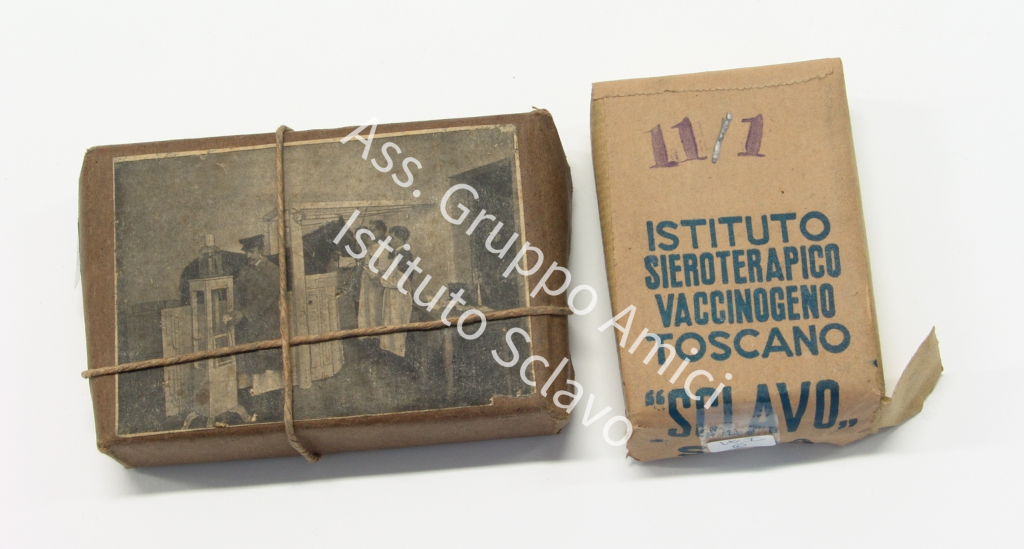 Ass. Gruppo Amici
Istituto Sclavo
11/1
ISTITUTO
SIEROTERAPICO
VACCINOGENO
TOSCANO
"SCLAVO„